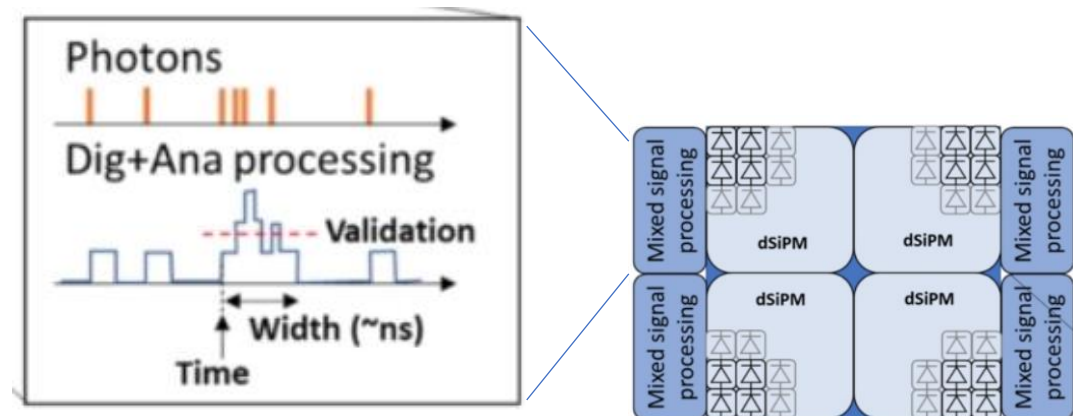 Photons
Dig+Ana processing
Validation
Width (~ns)
Time
Mixed signal
processing
dSiPM
dSiPM
Mixed signal
processing
Mixed signal
processing
dSiPM
dSiPM
Mixed signal
processing